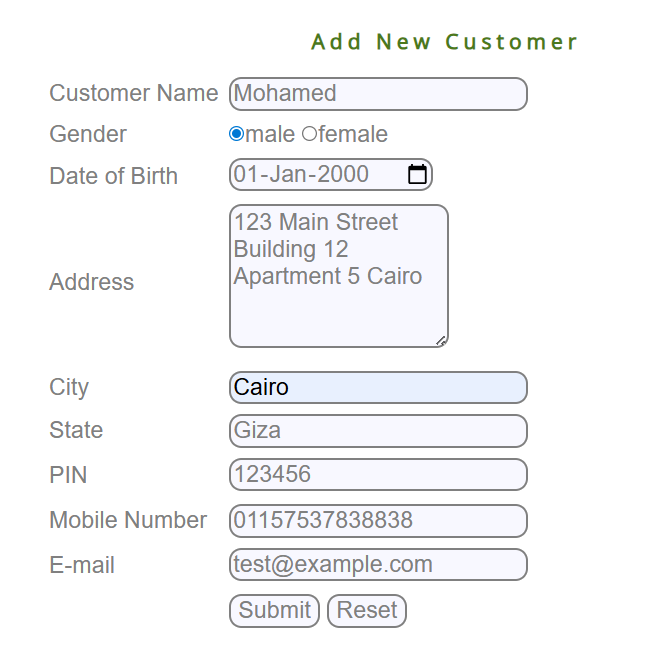 Add New Customer
Customer Name Mohamed
Gender male female
Date of Birth 01-Jan-2000
Address
123 Main Street
Building 12
Apartment 5 Cairo
City Cairo
State Giza
PIN 123456
Mobile Number 01157537838838
E-mail test@example.com
Submit Reset